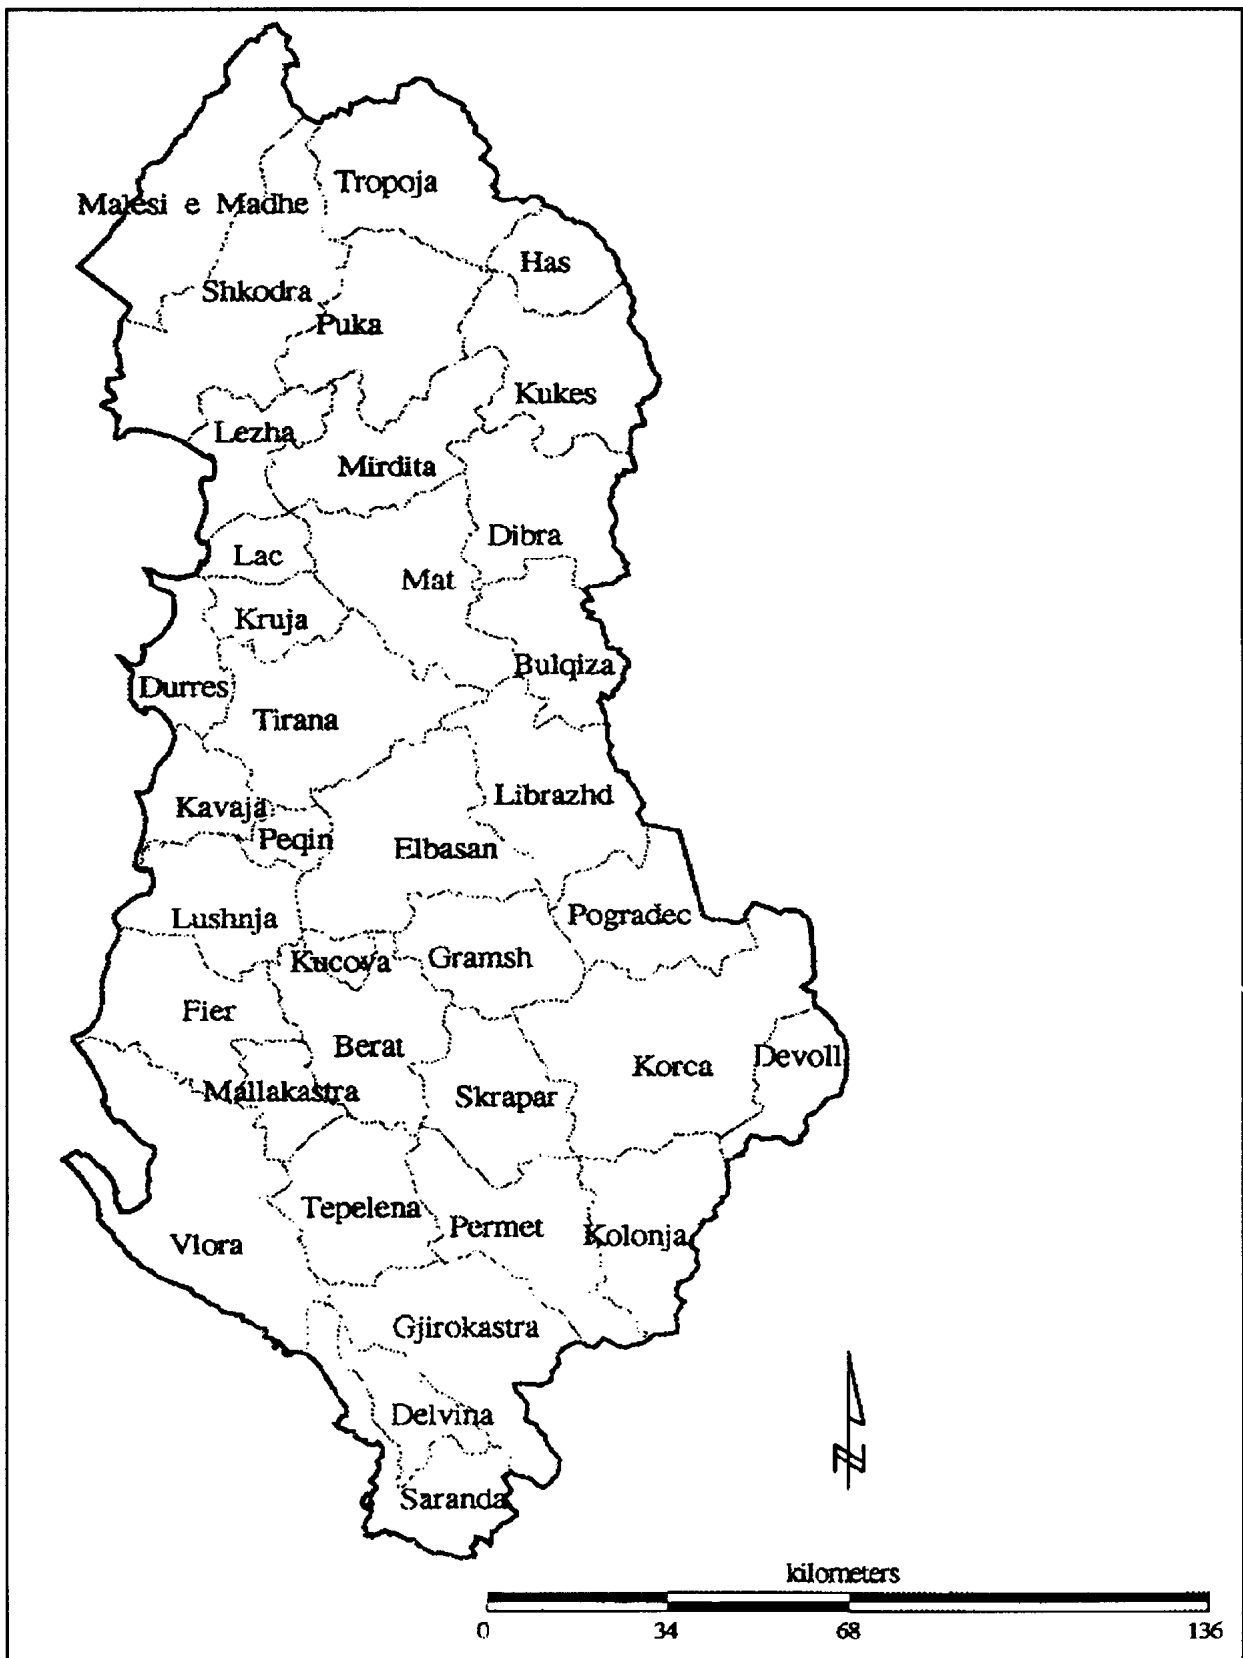 Tropoja
Malesi e Madhe
Has
Shkodra
Puka
Kukes
Lezha
Mirdita
Dibra
Lac
Mat
Kruja
Bulqiza
Durres
Tirana
Librazhd
Kavaja
Peqin
Elbasan
Pogradec
Lushnja
Kucova
Gramsh
Fier
Berat
Devoll
Korca
Mallakastra
Skrapar
Tepelena
Permet
Kolonja
Vlora
Gjirokastra
Delvina
Saranda
N
kilometers
0 34 68 136